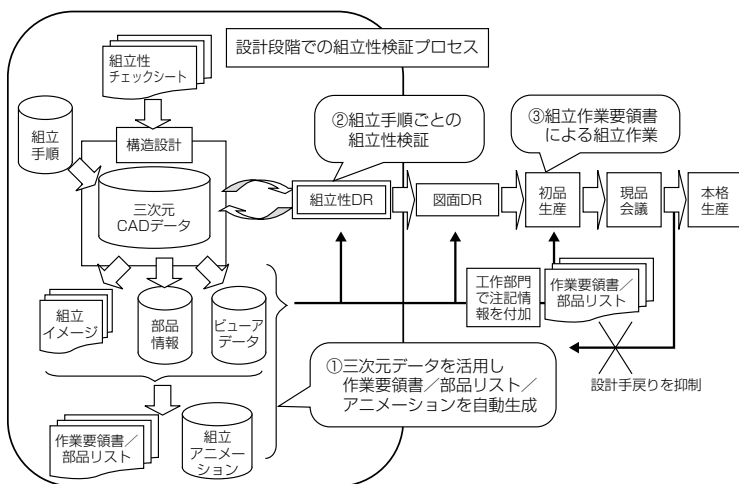 設計段階での組立性検証プロセス
組立性
チェックシート
組立
手順
構造設計
三次元
CADデータ
②組立手順ごとの
組立性検証
③組立作業要領書
による組立作業
組立性DR
図面DR
初品
生産
現品
会議
本格
生産
組立
イメージ
部品
情報
ビューア
データ
工作部門
で注記情
報を付加
作業要領書／
部品リスト
①三次元データを活用し
作業要領書／部品リスト／
アニメーションを自動生成
設計手戻りを抑制
作業要領書／
部品リスト
組立
アニメー
ション